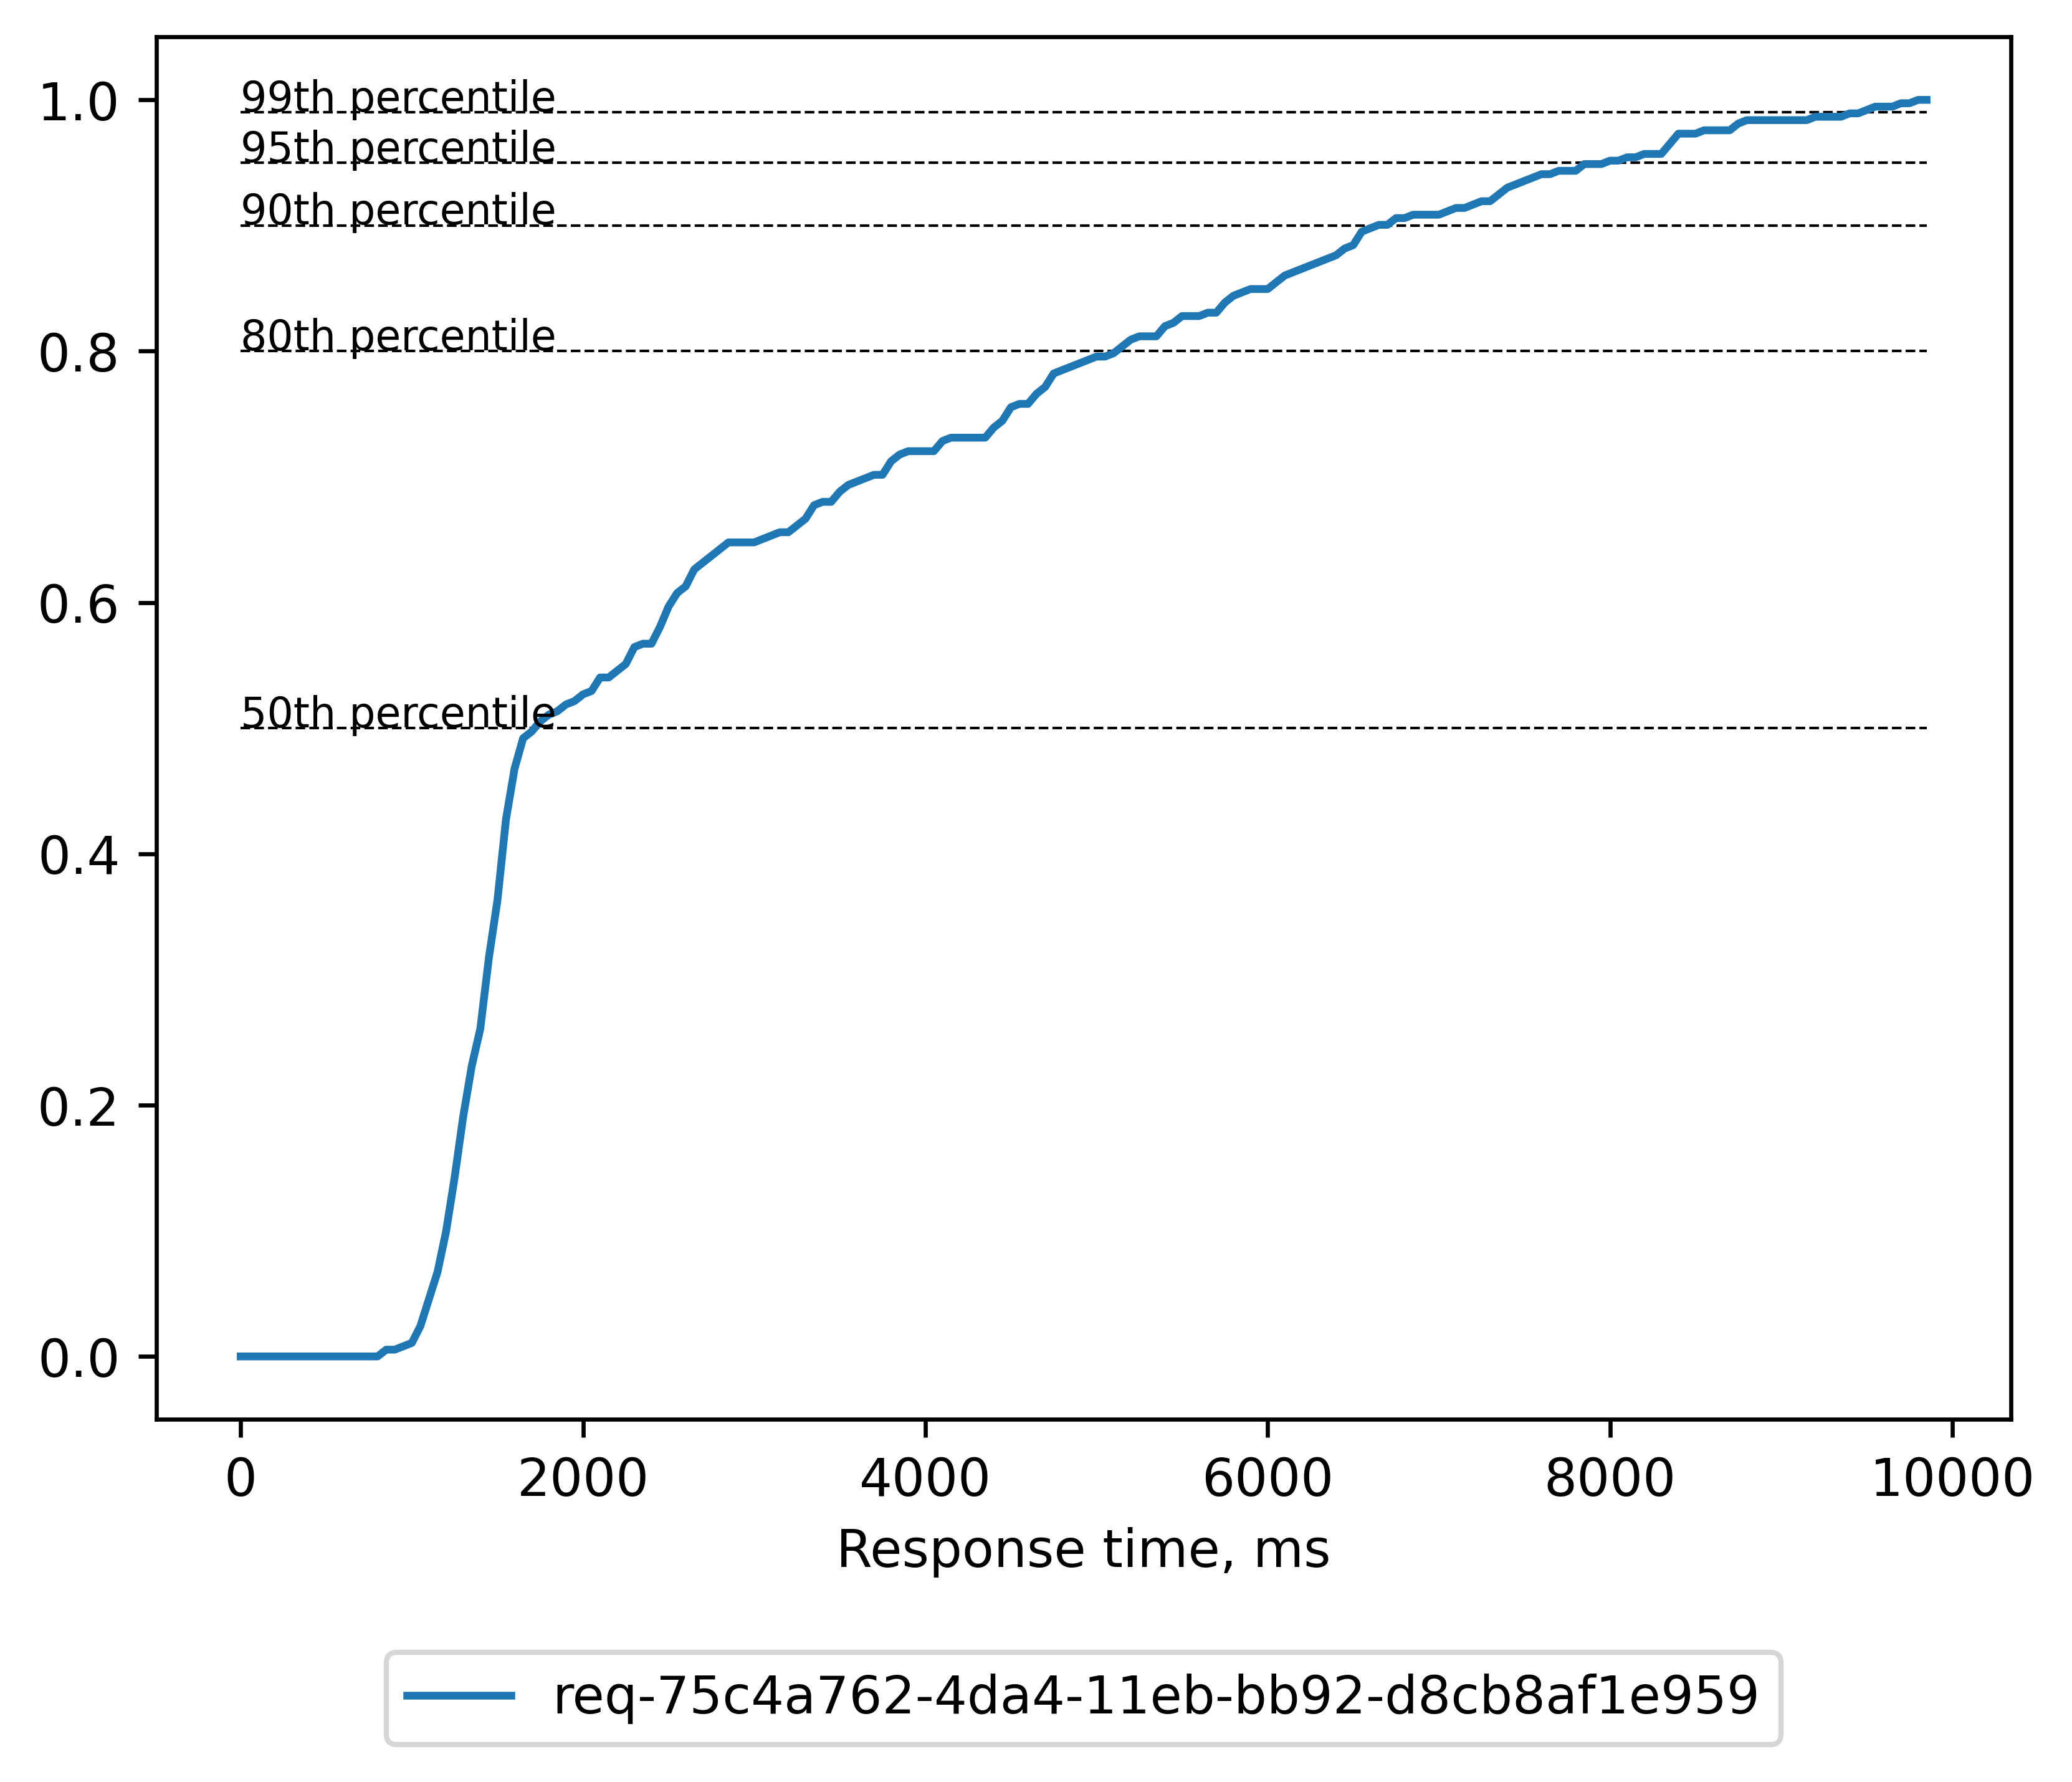 1.0
99th percentile
95th percentile
90th percentile
0.8
80th percentile
0.6
50th percentile
0.4
0.2
0.0
0 2000 4000 6000 8000 10000
Response time, ms
req-75c4a762-4da4-11eb-bb92-d8cb8af1e959